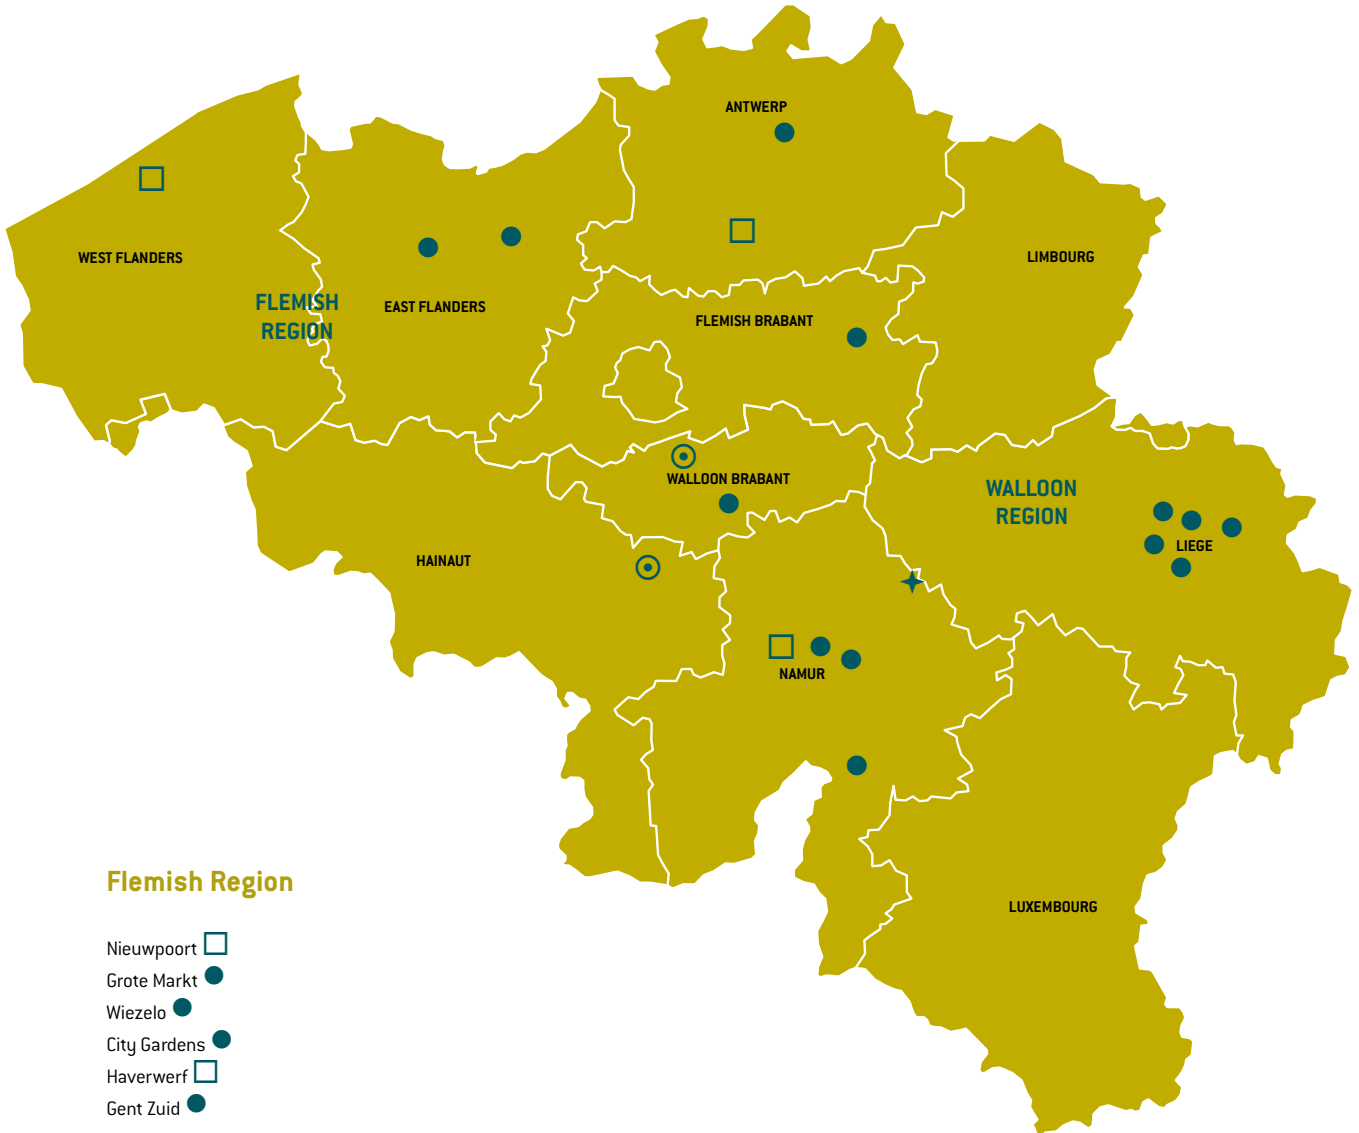 ANTWERP
WEST FLANDERS
LIMBOURG
FLEMISH
REGION
EAST FLANDERS
FLEMISH BRABANT
WALLOON BRABANT
WALLOON
REGION
HAINAUT
LIEGE
NAMUR
LUXEMBOURG
Flemish Region
Nieuwpoort
Grote Markt
Wiezelo
City Gardens
Haverwerf
Gent Zuid